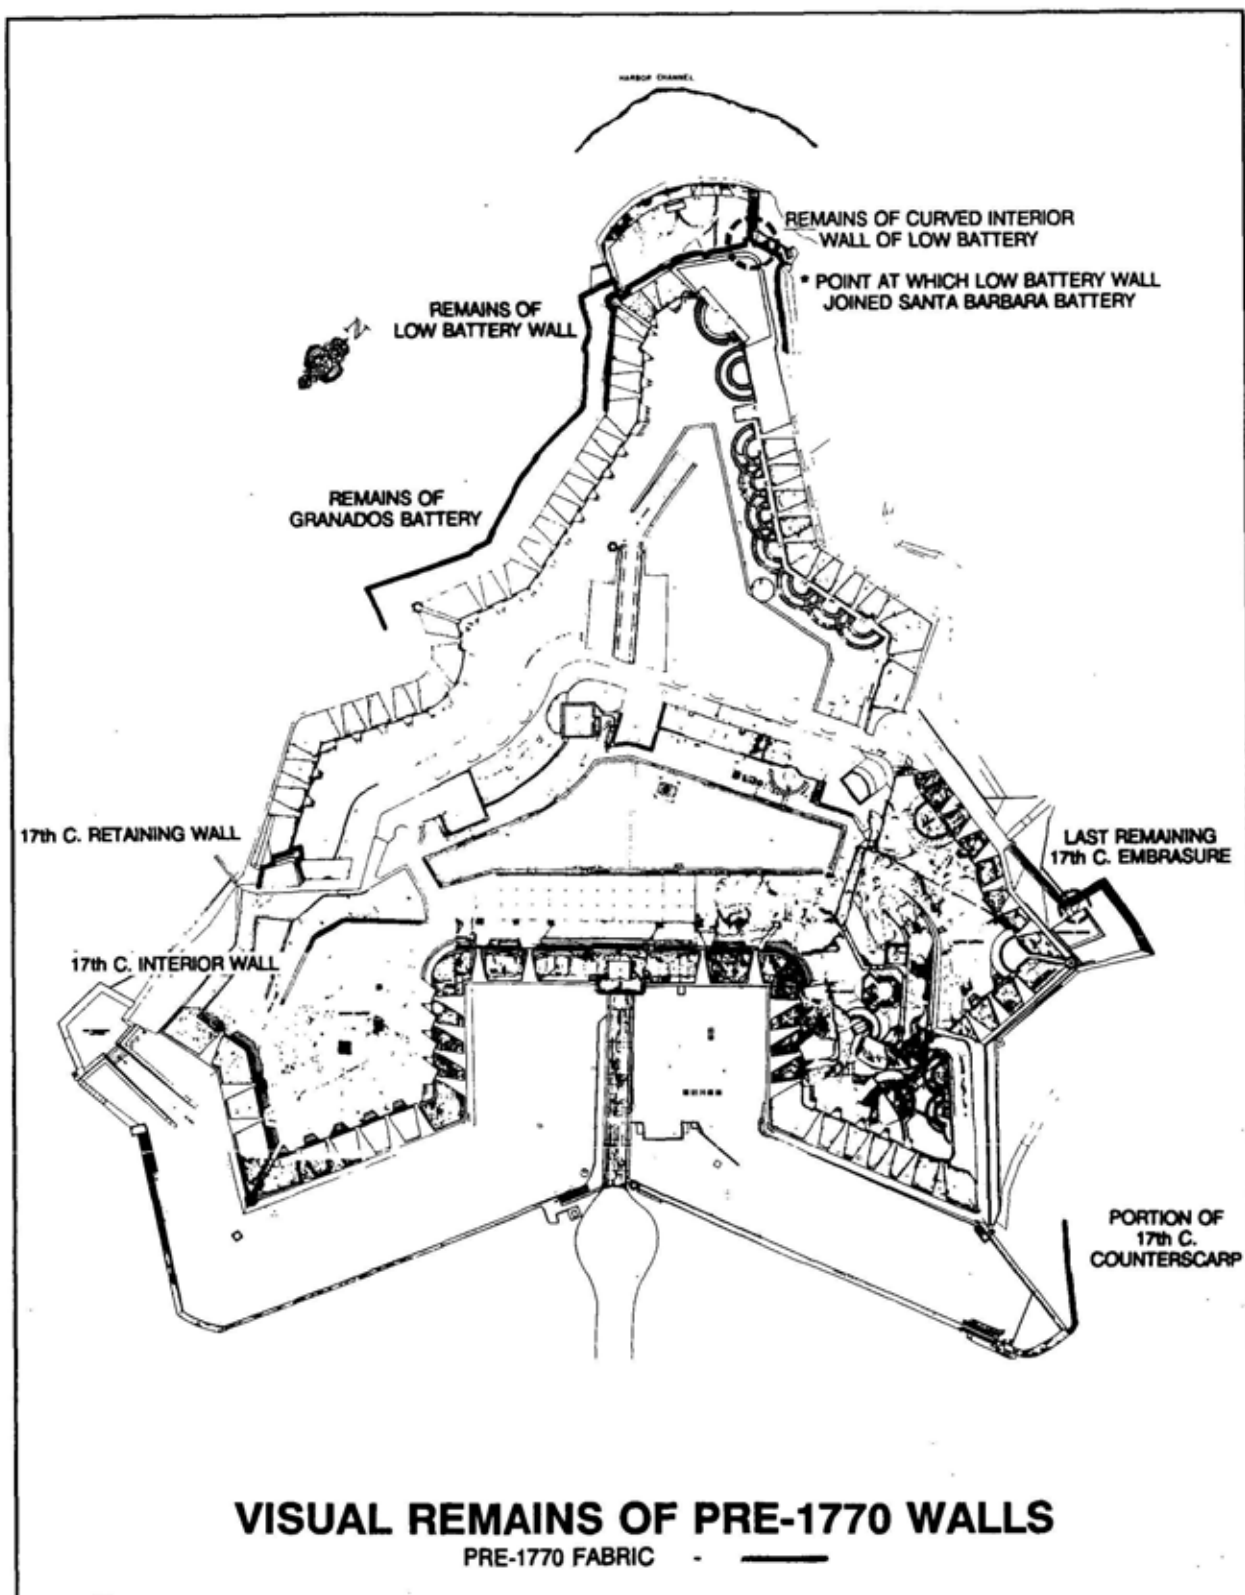 HARBOR CHANNEL
REMAINS OF CURVED INTERIOR
WALL OF LOW BATTERY
* POINT AT WHICH LOW BATTERY WALL
JOINED SANTA BARBARA BATTERY
REMAINS OF
LOW BATTERY WALL
N
REMAINS OF
GRANADOS BATTERY
17th C. RETAINING WALL
LAST REMAINING
17th C. EMBRASURE
17th C. INTERIOR WALL
PORTION OF
17th C.
COUNTERSCARP
VISUAL REMAINS OF PRE-1770 WALLS
PRE-1770 FABRIC -